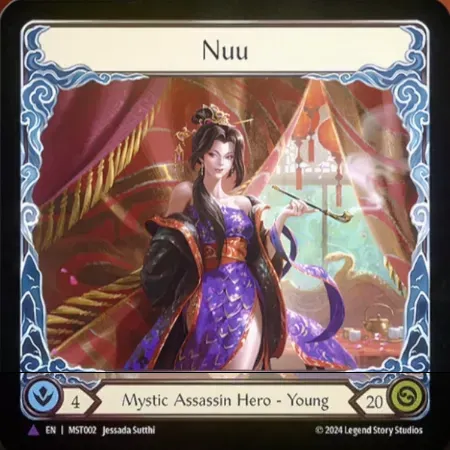 Nuu
4 Mystic Assassin Hero - Young 20
EN | MST002 Jessada Sutthi © 2024 Legend Story Studios